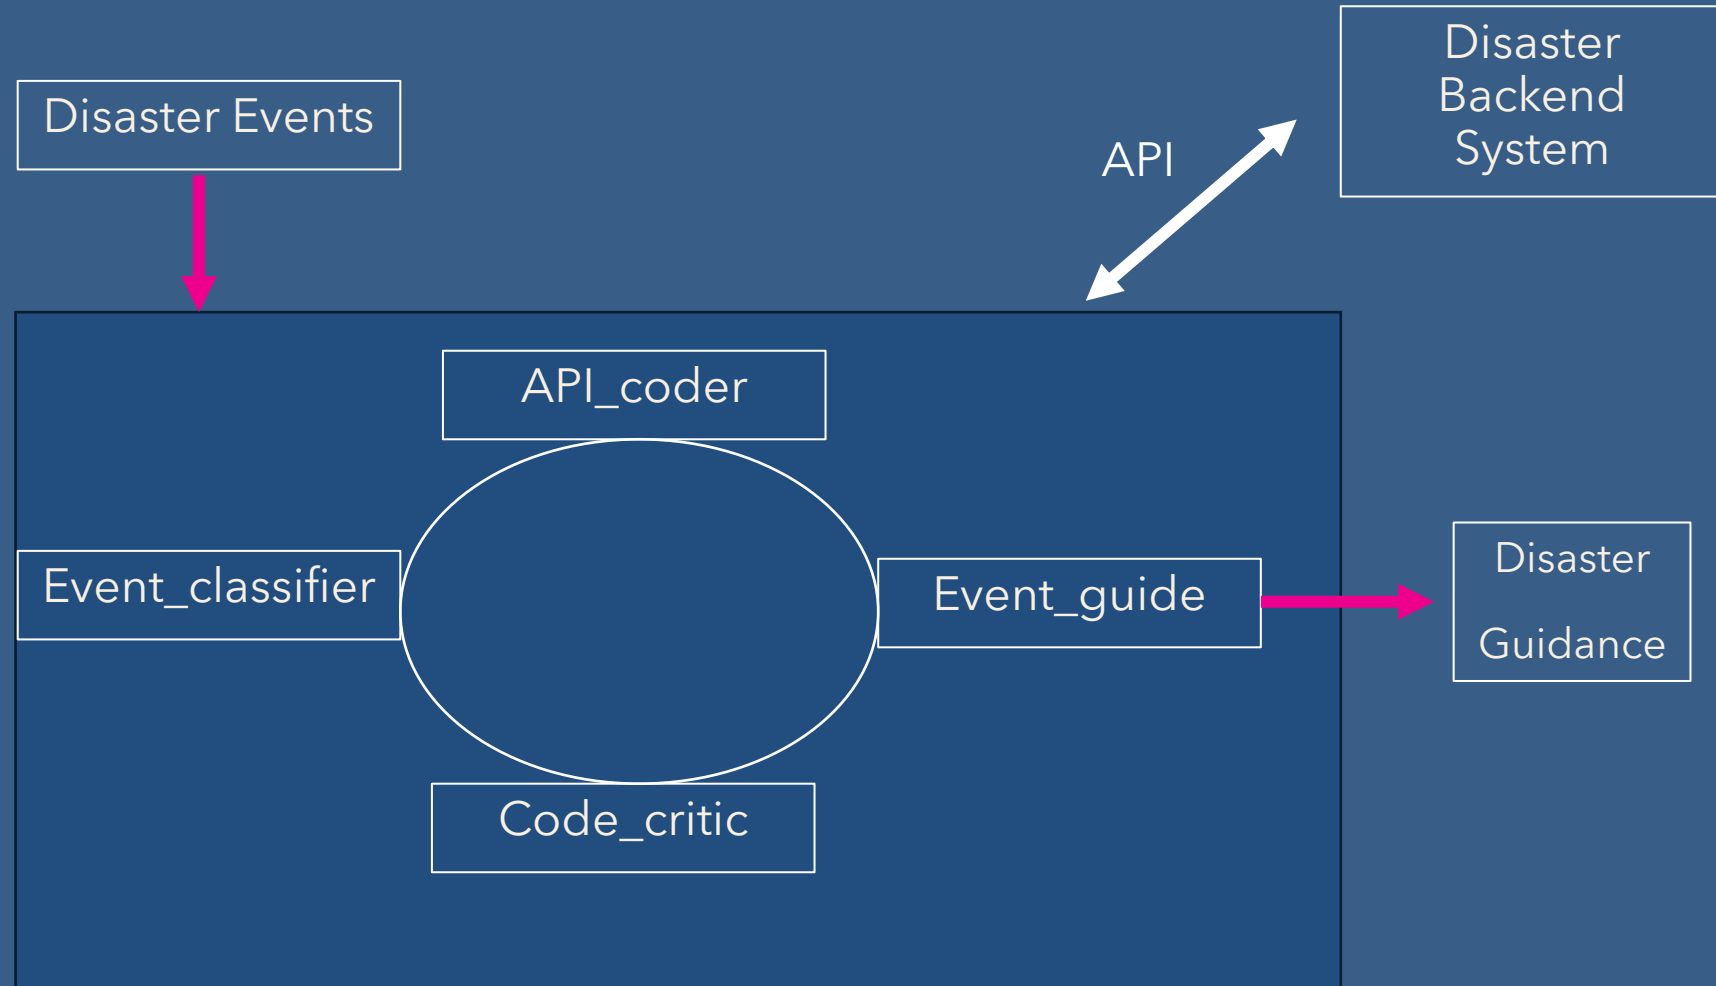 Disaster Events
API
Disaster
Backend
System
API_coder
Event_classifier
Event_guide
Disaster
Guidance
Code_critic